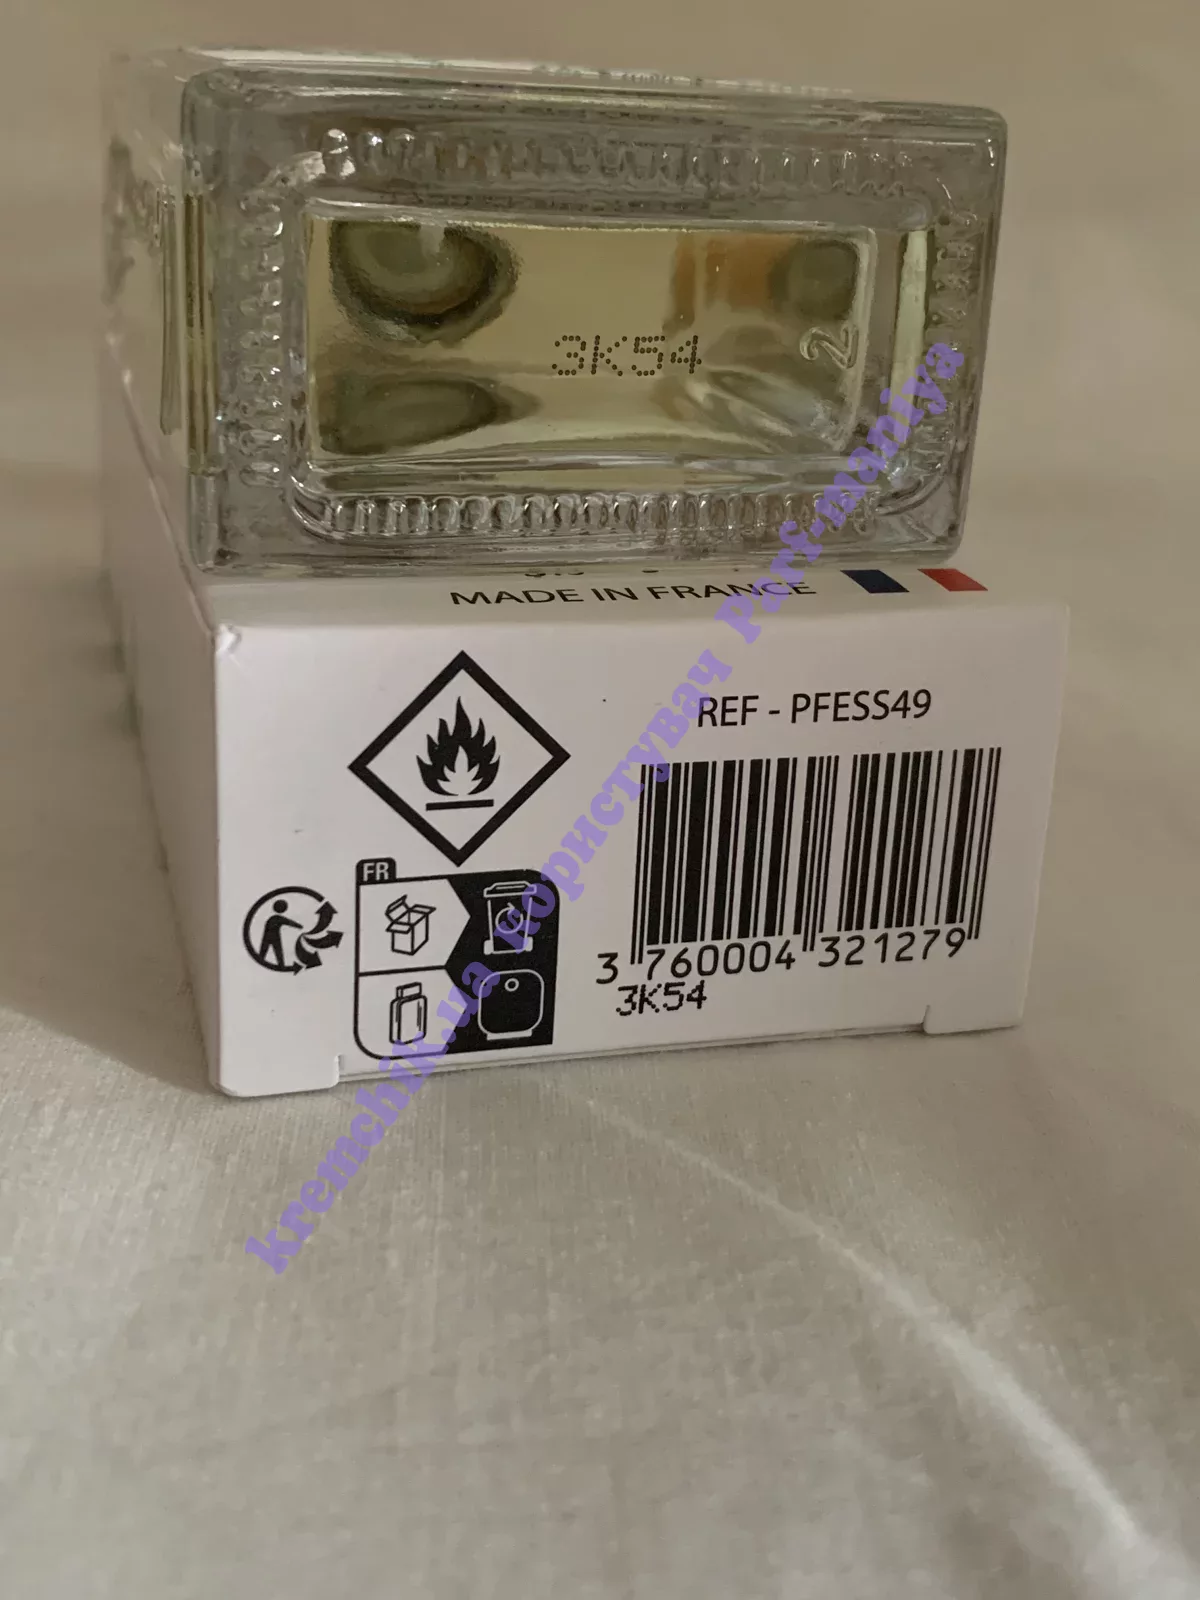 3K54
2
MADE IN FRANCE
REF - PFESS49
FR
3 760004 321279
3K54
kremchik.ua користувач Parf-maniya